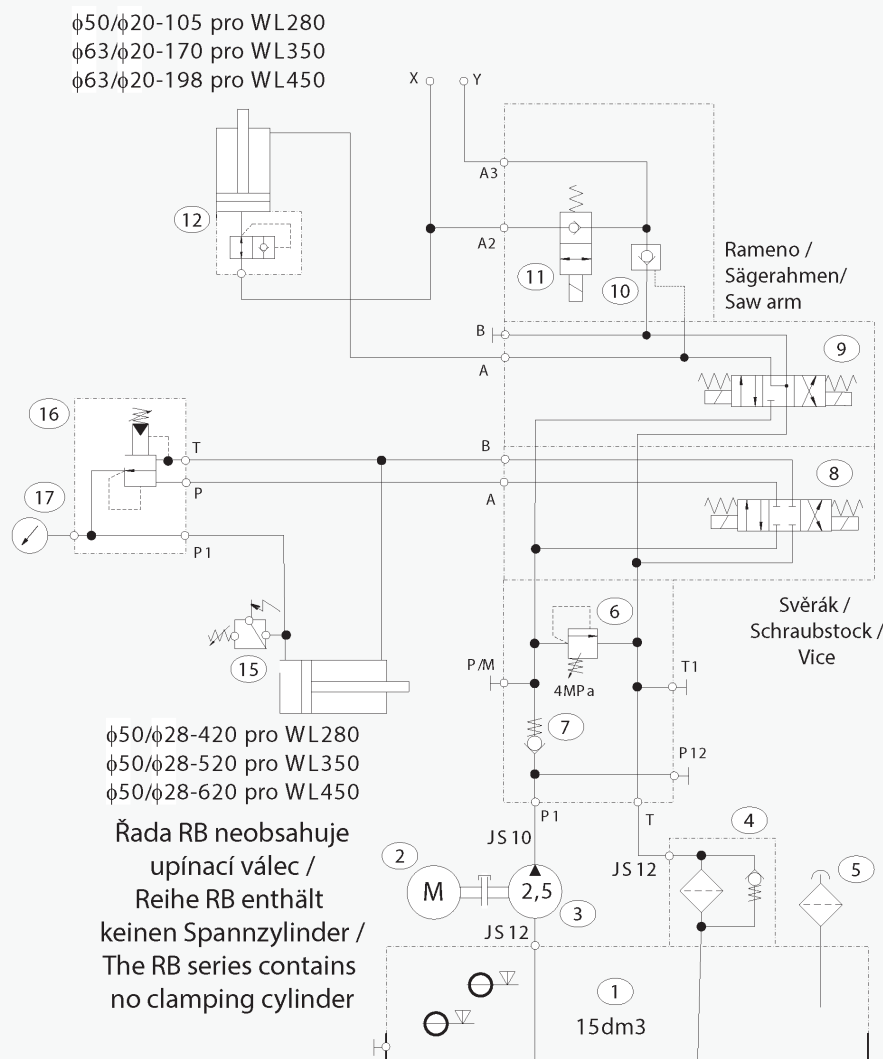 ϕ50/ϕ20-105 pro WL280
ϕ63/ϕ20-170 pro WL350
ϕ63/ϕ20-198 pro WL450
X
Y
A3
12
A2
11
10
Rameno /
Sägerahmen/
Saw arm
B
9
A
16
T
B
8
17
P
A
P1
Svěrák /
Schraubstock /
Vice
6
15
P/M
4MPa
T1
7
P12
ϕ50/ϕ28-420 pro WL280
ϕ50/ϕ28-520 pro WL350
ϕ50/ϕ28-620 pro WL450
P1
T
4
JS 10
Řada RB neobsahuje
upínací válec /
Reihe RB enthält
keinen Spannzylinder /
The RB series contains
no clamping cylinder
2
JS 12
5
M
2,5
3
JS 12
1
15dm3